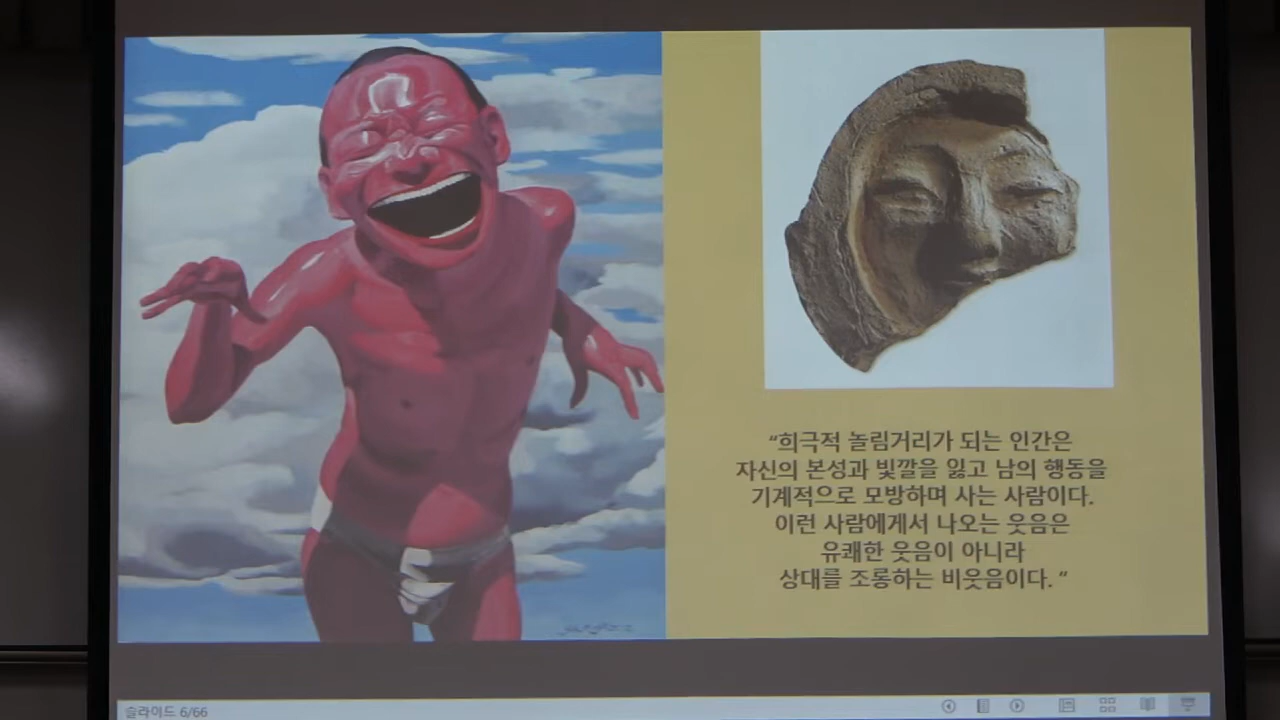 “희극적 놀림거리가 되는 인간은
자신의 본성과 빛깔을 잃고 남의 행동을
기계적으로 모방하며 사는 사람이다.
이런 사람에게서 나오는 웃음은
유쾌한 웃음이 아니라
상대를 조롱하는 비웃음이다. “
슬라이드 6/66